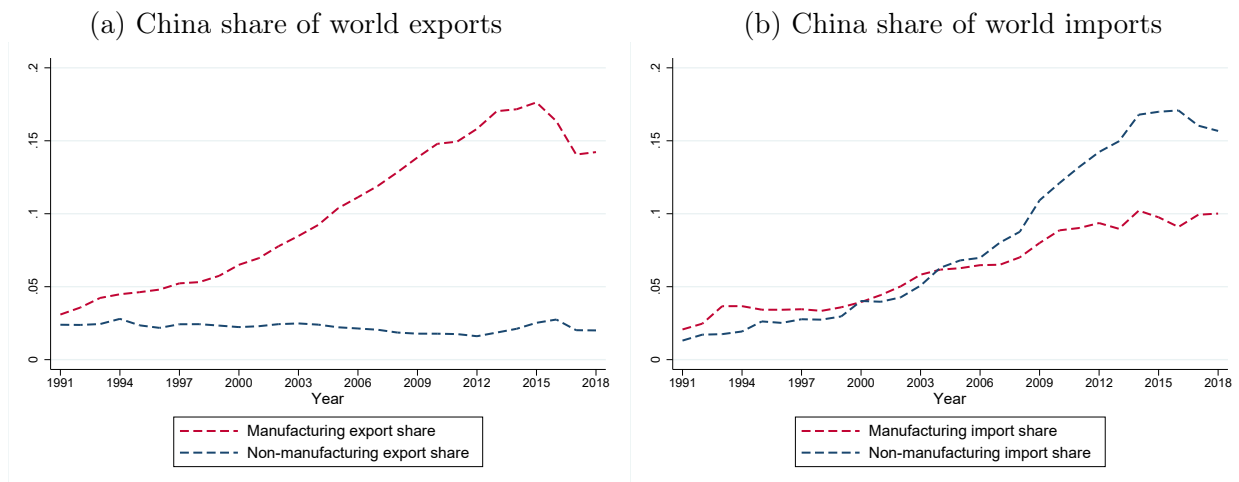 (a) China share of world exports
.2
.15
.1
.05
0
1991 1994 1997 2000 2003 2006 2009 2012 2015 2018
Year
Manufacturing export share
Non-manufacturing export share
(b) China share of world imports
.2
.15
.1
.05
0
1991 1994 1997 2000 2003 2006 2009 2012 2015 2018
Year
Manufacturing import share
Non-manufacturing import share